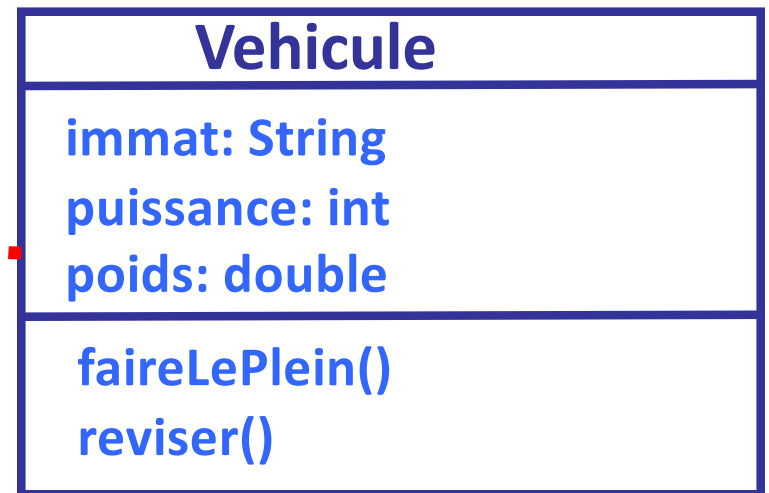 Vehicule
immat: String
puissance: int
poids: double
faireLePlein()
reviser()